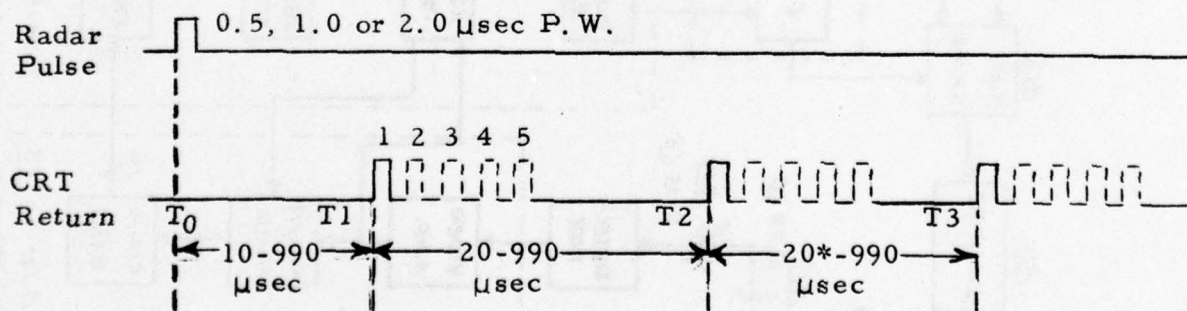 Radar Pulse
0.5, 1.0 or 2.0 µsec P. W.
1 2 3 4 5
CRT Return
T0 T1 T2 T3
10-990 µsec
20-990 µsec
20*-990 µsec